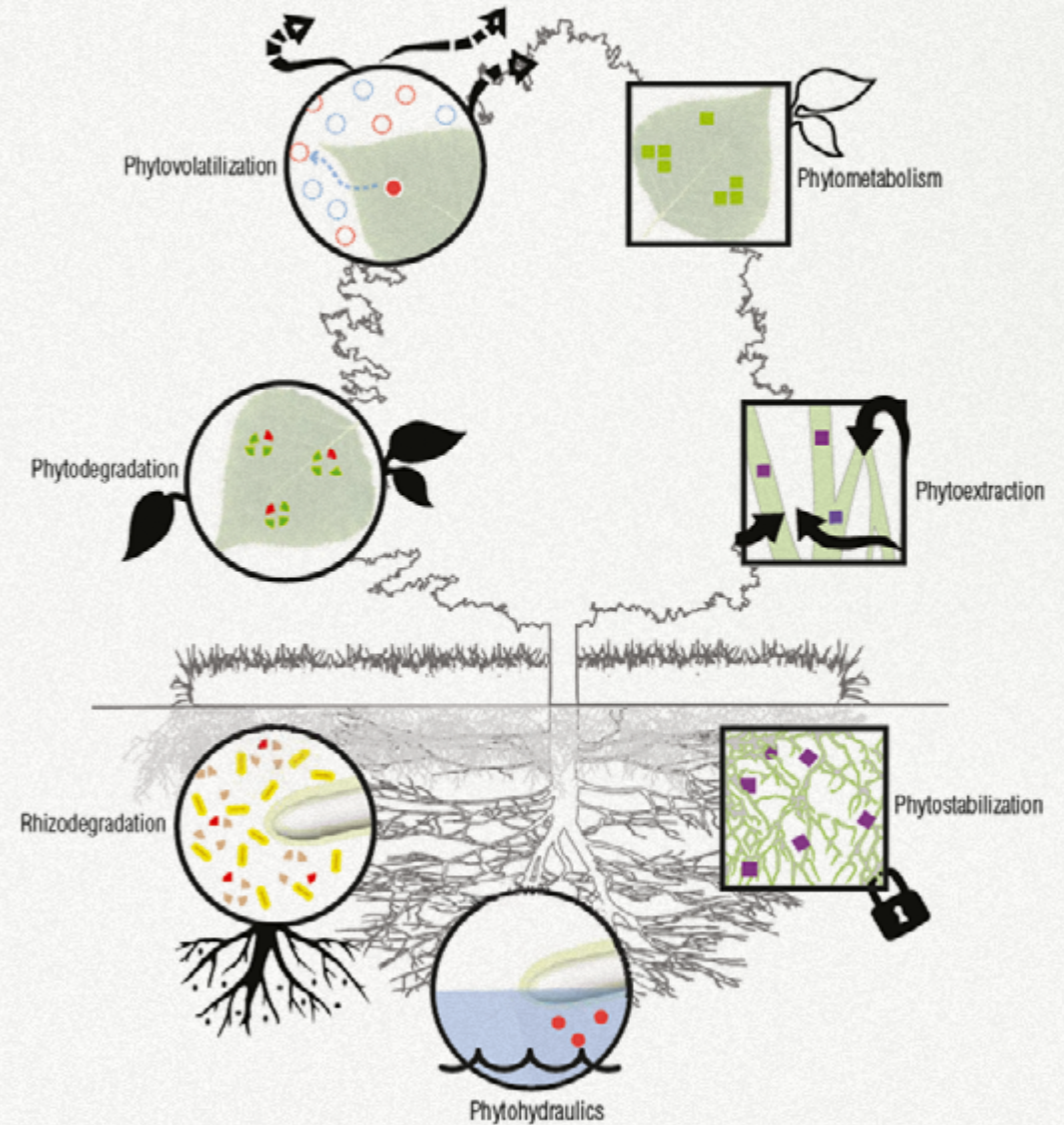 Phytovolatilization
Phytometabolism
Phytodegradation
Phytoextraction
Rhizodegradation
Phytostabilization
Phytohydraulics